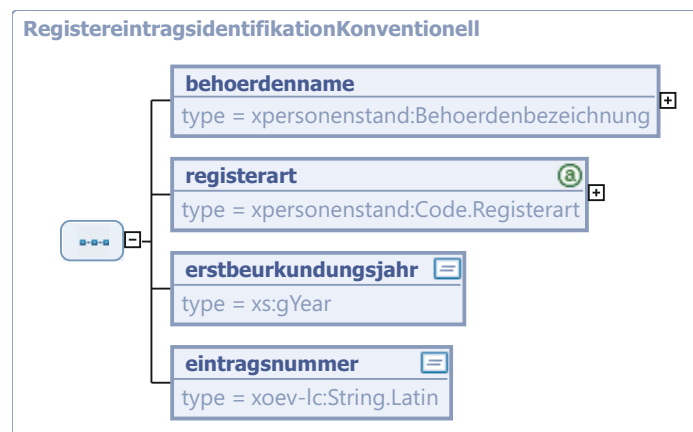 RegistereintragsidentifikationKonventionell
behoerdenname
type = xpersonenstand:Behoerdenbezeichnung
registerart
type = xpersonenstand:Code.Registerart
erstbeurkundungsjahr
type = xs:gYear
eintragsnummer
type = xoev-lc:String.Latin